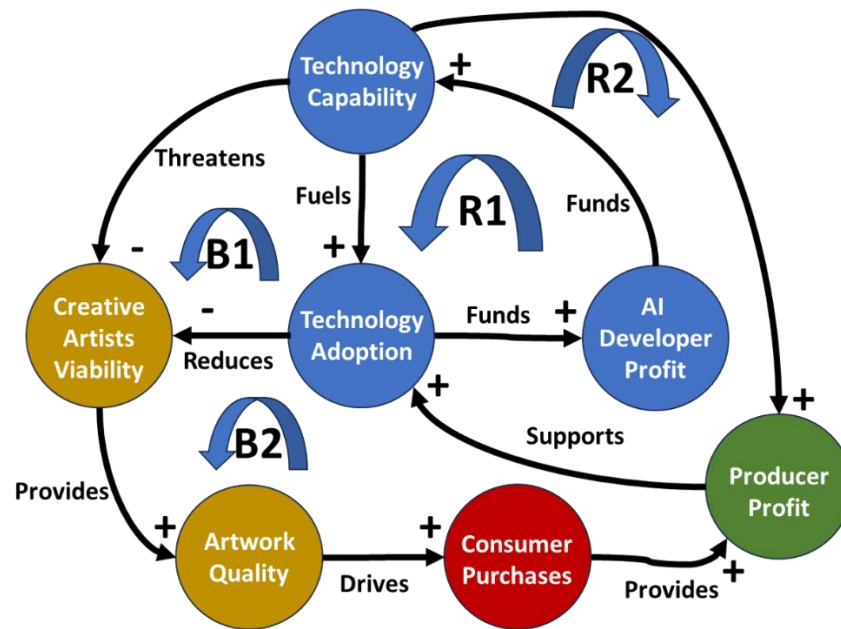 Technology
Capability
+
R2
Threatens
Fuels
R1
Funds
-
B1
+
Creative
Artists
Viability
-
Reduces
Technology
Adoption
Funds
+
AI
Developer
Profit
+
+
B2
Supports
Provides
+
Artwork
Quality
Drives
+
Consumer
Purchases
Provides
+
Producer
Profit